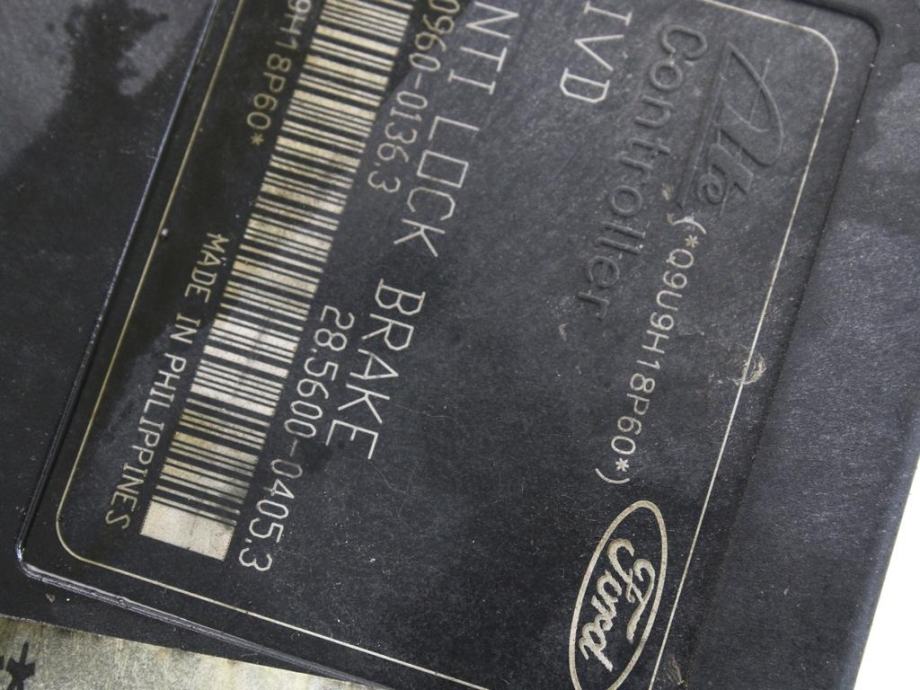 Ate (*Q9U9H18P60*)
Controller
IVD
NTI LOCK BRAKE
0960-0136.3 28.5600-0405.3
9H18P60* MADE IN PHILIPPINES
Ford